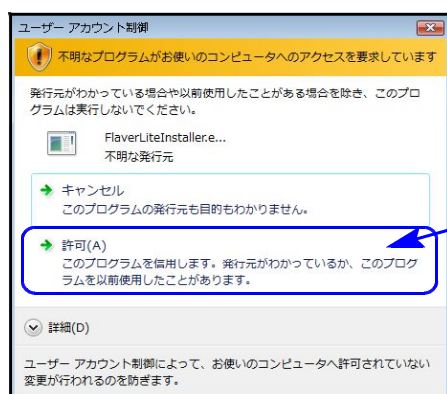 ユーザー アカウント制御
不明なプログラムがお使いのコンピュータへのアクセスを要求しています
発行元がわかっている場合や以前使用したことがある場合を除き、このプロ
グラムは実行しないでください。
FlaverLiteInstaller.e...
不明な発行元
キャンセル
このプログラムの発行元も目的もわかりません。
許可(A)
このプログラムを信用します。発行元がわかっているか、このプログ
ラムを以前使用したことがあります。
詳細(D)
ユーザー アカウント制御によって、お使いのコンピュータへ許可されていない
変更が行われるのを防ぎます。